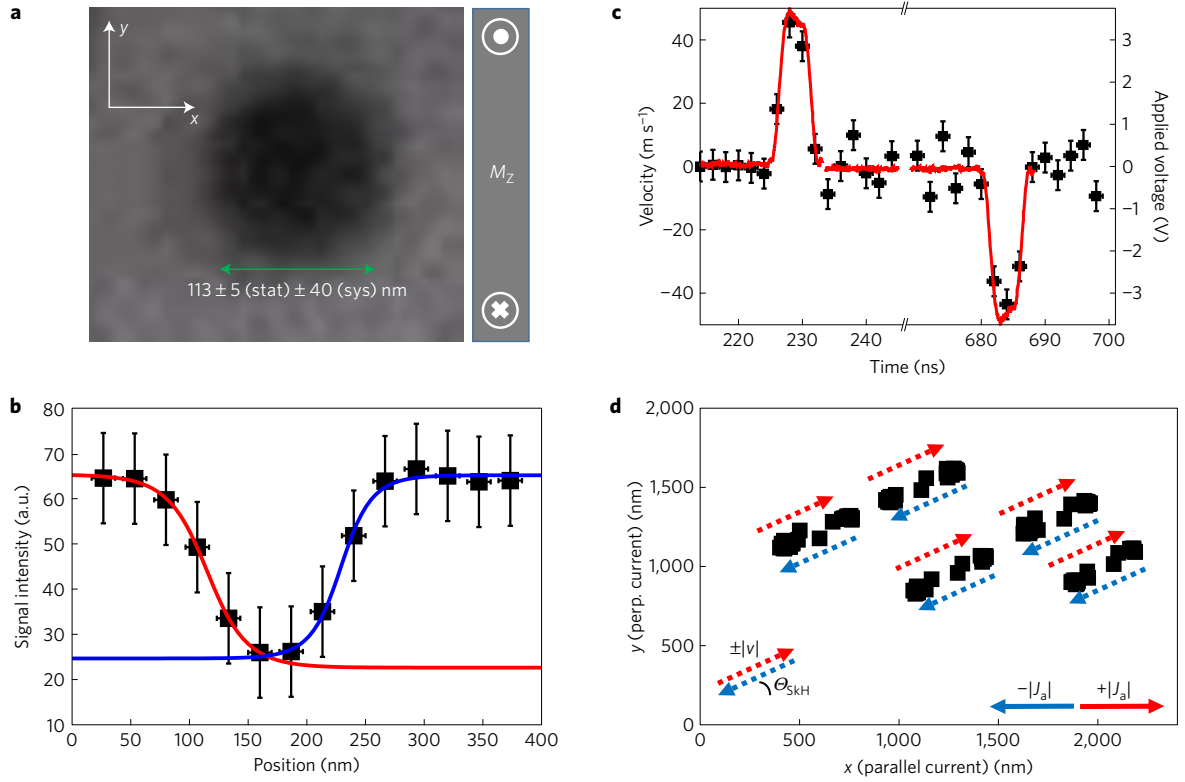 a
y
x
M_Z
113 ± 5 (stat) ± 40 (sys) nm
b
Signal intensity (a.u.)
80
70
60
50
40
30
20
10
0 50 100 150 200 250 300 350 400
Position (nm)
c
Velocity (m s⁻¹)
40
20
0
−20
−40
Applied voltage (V)
3
2
1
0
−1
−2
−3
220 230 240 680 690 700
Time (ns)
d
y (perp. current) (nm)
2,000
1,500
1,000
500
0
±|v|
Θ_SkH
−|J_a| +|J_a|
0 500 1,000 1,500 2,000
x (parallel current) (nm)